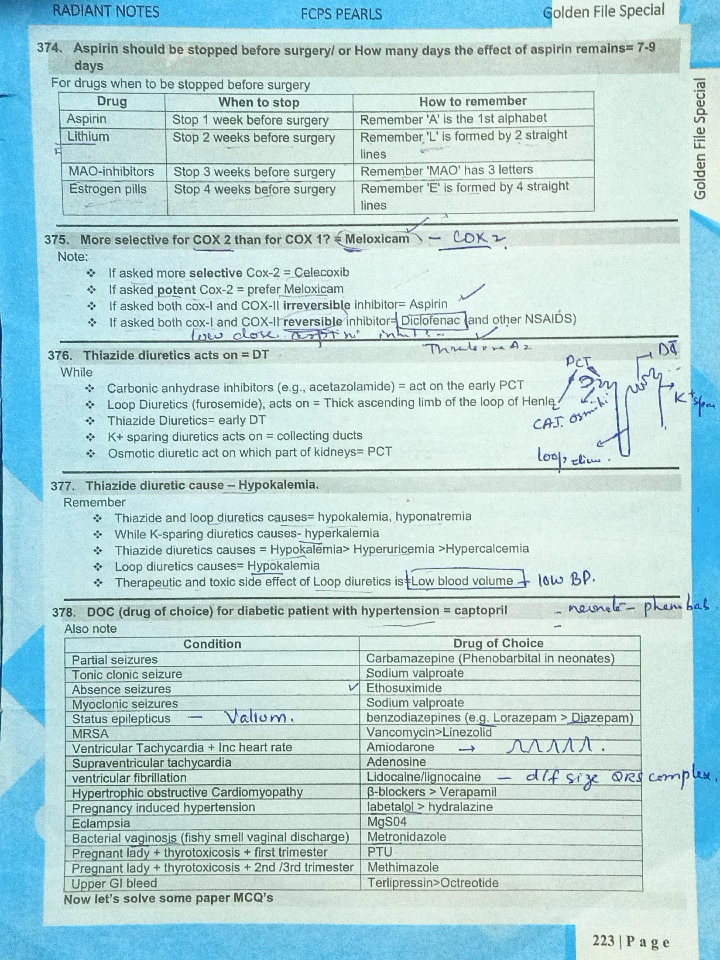 RADIANT NOTES FCPS PEARLS Golden File Special
Golden File Special
374. Aspirin should be stopped before surgery/ or How many days the effect of aspirin remains= 7-9
days
For drugs when to be stopped before surgery
Drug When to stop How to remember
Aspirin Stop 1 week before surgery Remember 'A' is the 1st alphabet
Lithium Stop 2 weeks before surgery Remember 'L' is formed by 2 straight
lines
MAO-inhibitors Stop 3 weeks before surgery Remember 'MAO' has 3 letters
Estrogen pills Stop 4 weeks before surgery Remember 'E' is formed by 4 straight
lines
375. More selective for COX 2 than for COX 1? = Meloxicam – COX 2.
Note:
❖ If asked more selective Cox-2 = Celecoxib
❖ If asked potent Cox-2 = prefer Meloxicam
❖ If asked both cox-I and COX-II irreversible inhibitor= Aspirin
❖ If asked both cox-I and COX-II reversible inhibitor= Diclofenac (and other NSAIDS)
low dose aspirin inhibit
Thromboxane A2
376. Thiazide diuretics acts on = DT
While
❖ Carbonic anhydrase inhibitors (e.g., acetazolamide) = act on the early PCT
❖ Loop Diuretics (furosemide), acts on = Thick ascending limb of the loop of Henle
❖ Thiazide Diuretics= early DT
❖ K+ sparing diuretics acts on = collecting ducts
❖ Osmotic diuretic act on which part of kidneys= PCT
PCT DT
K+ spa
C.A.I.
loop
377. Thiazide diuretic cause – Hypokalemia.
Remember
❖ Thiazide and loop diuretics causes= hypokalemia, hyponatremia
❖ While K-sparing diuretics causes- hyperkalemia
❖ Thiazide diuretics causes = Hypokalemia> Hyperuricemia >Hypercalcemia
❖ Loop diuretics causes= Hypokalemia
❖ Therapeutic and toxic side effect of Loop diuretics is=Low blood volume → low BP.
378. DOC (drug of choice) for diabetic patient with hypertension = captopril
– neonate – phenobab.
Also note
Condition Drug of Choice
Partial seizures Carbamazepine (Phenobarbital in neonates)
Tonic clonic seizure Sodium valproate
Absence seizures ✓ Ethosuximide
Myoclonic seizures Sodium valproate
Status epilepticus – Valium. benzodiazepines (e.g. Lorazepam > Diazepam)
MRSA Vancomycin>Linezolid
Ventricular Tachycardia + Inc heart rate Amiodarone →
Supraventricular tachycardia Adenosine
ventricular fibrillation Lidocaine/lignocaine – d/f size QRS complex.
Hypertrophic obstructive Cardiomyopathy β-blockers > Verapamil
Pregnancy induced hypertension labetalol > hydralazine
Eclampsia MgS04
Bacterial vaginosis (fishy smell vaginal discharge) Metronidazole
Pregnant lady + thyrotoxicosis + first trimester PTU
Pregnant lady + thyrotoxicosis + 2nd /3rd trimester Methimazole
Upper GI bleed Terlipressin>Octreotide
Now let's solve some paper MCQ's
223 | Page